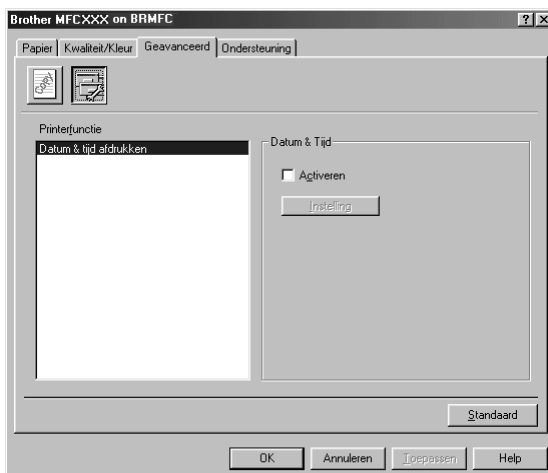 Brother MFCXXX on BRMFC
Papier Kwaliteit/Kleur Geavanceerd Ondersteuning
Copy
Printerfunctie
Datum & tijd afdrukken
Datum & Tijd
Activeren
Instelling
Standaard
OK Annuleren Toepassen Help